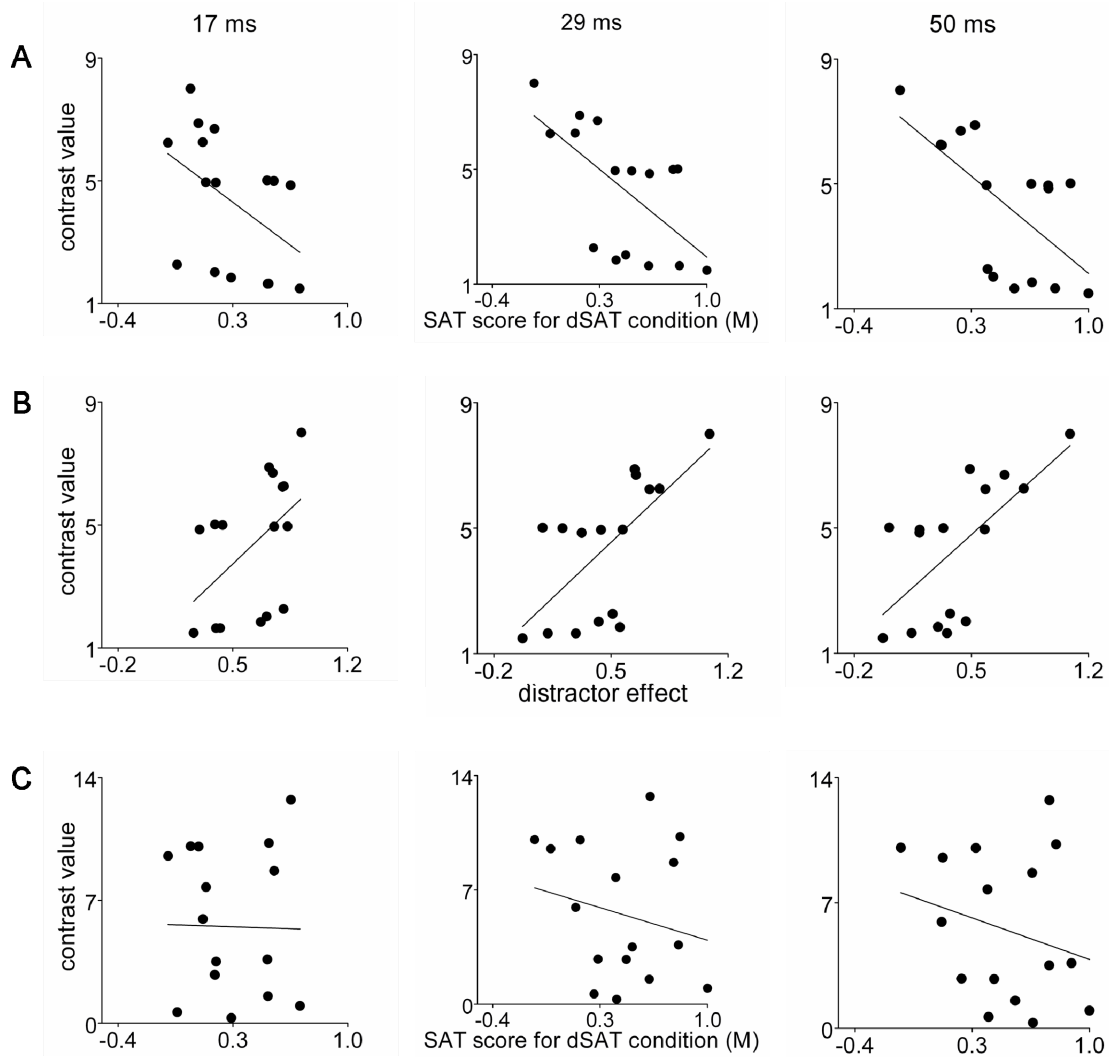 17 ms 29 ms 50 ms
A
9 9 9
contrast value
5 5 5
1 1 1
-0.4 0.3 1.0 -0.4 0.3 1.0 -0.4 0.3 1.0
SAT score for dSAT condition (M)
B
9 9 9
contrast value
5 5 5
1 1 1
-0.2 0.5 1.2 -0.2 0.5 1.2 -0.2 0.5 1.2
distractor effect
C
14 14 14
contrast value
7 7 7
0 0 0
-0.4 0.3 1.0 -0.4 0.3 1.0 -0.4 0.3 1.0
SAT score for dSAT condition (M)